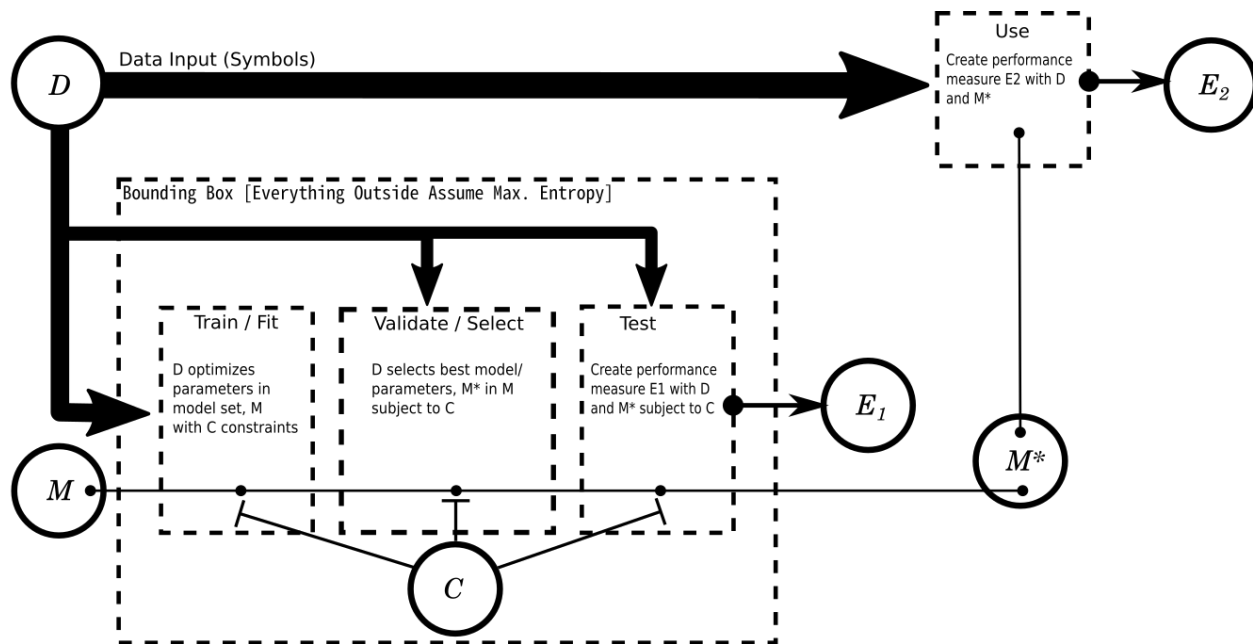 D
Data Input (Symbols)
Use
Create performance
measure E2 with D
and M*
E2
Bounding Box [Everything Outside Assume Max. Entropy]
Train / Fit
D optimizes
parameters in
model set, M
with C constraints
Validate / Select
D selects best model/
parameters, M* in M
subject to C
Test
Create performance
measure E1 with D
and M* subject to C
E1
M
M*
C